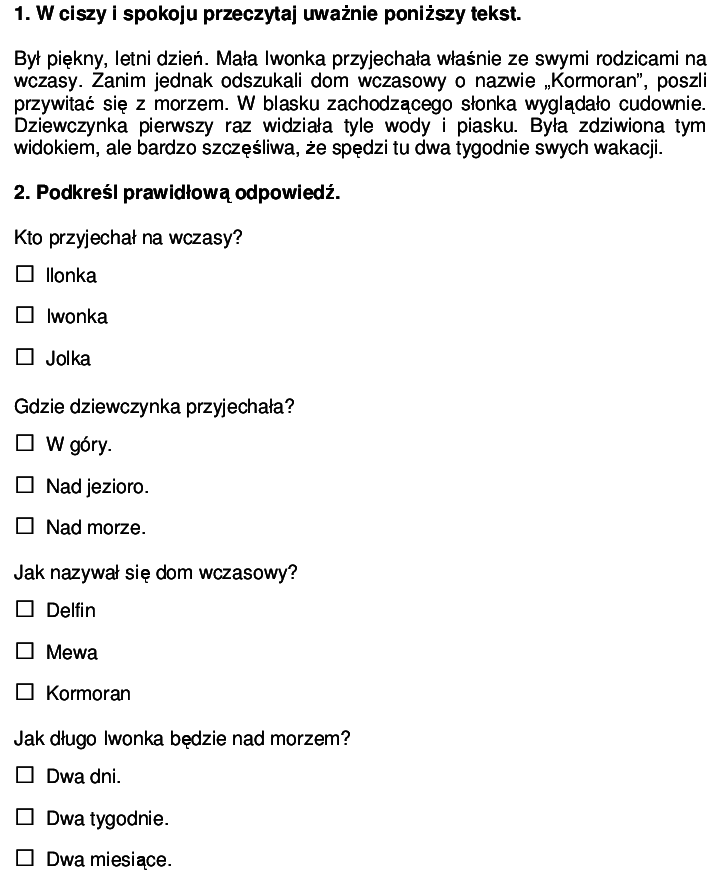 1. W ciszy i spokoju przeczytaj uważnie poniższy tekst.
Był piękny, letni dzień. Mała Iwonka przyjechała właśnie ze swymi rodzicami na
wczasy. Zanim jednak odszukali dom wczasowy o nazwie „Kormoran”, poszli
przywitać się z morzem. W blasku zachodzącego słonka wyglądało cudownie.
Dziewczynka pierwszy raz widziała tyle wody i piasku. Była zdziwiona tym
widokiem, ale bardzo szczęśliwa, że spędzi tu dwa tygodnie swych wakacji.
2. Podkreśl prawidłową odpowiedź.
Kto przyjechał na wczasy?
☐ Ilonka
☐ Iwonka
☐ Jolka
Gdzie dziewczynka przyjechała?
☐ W góry.
☐ Nad jezioro.
☐ Nad morze.
Jak nazywał się dom wczasowy?
☐ Delfin
☐ Mewa
☐ Kormoran
Jak długo Iwonka będzie nad morzem?
☐ Dwa dni.
☐ Dwa tygodnie.
☐ Dwa miesiące.